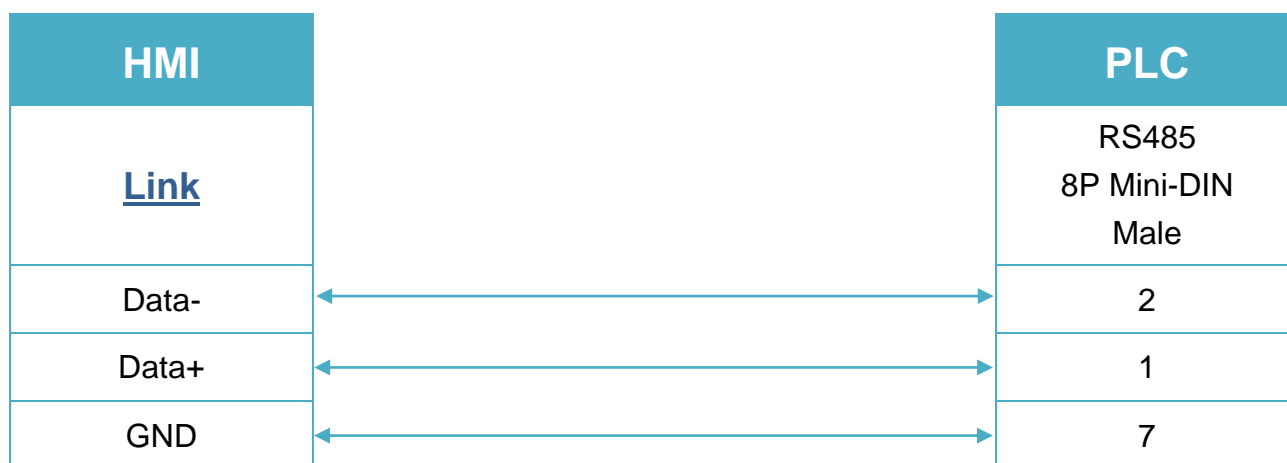 HMI PLC
Link RS485
8P Mini-DIN
Male
Data- 2
Data+ 1
GND 7